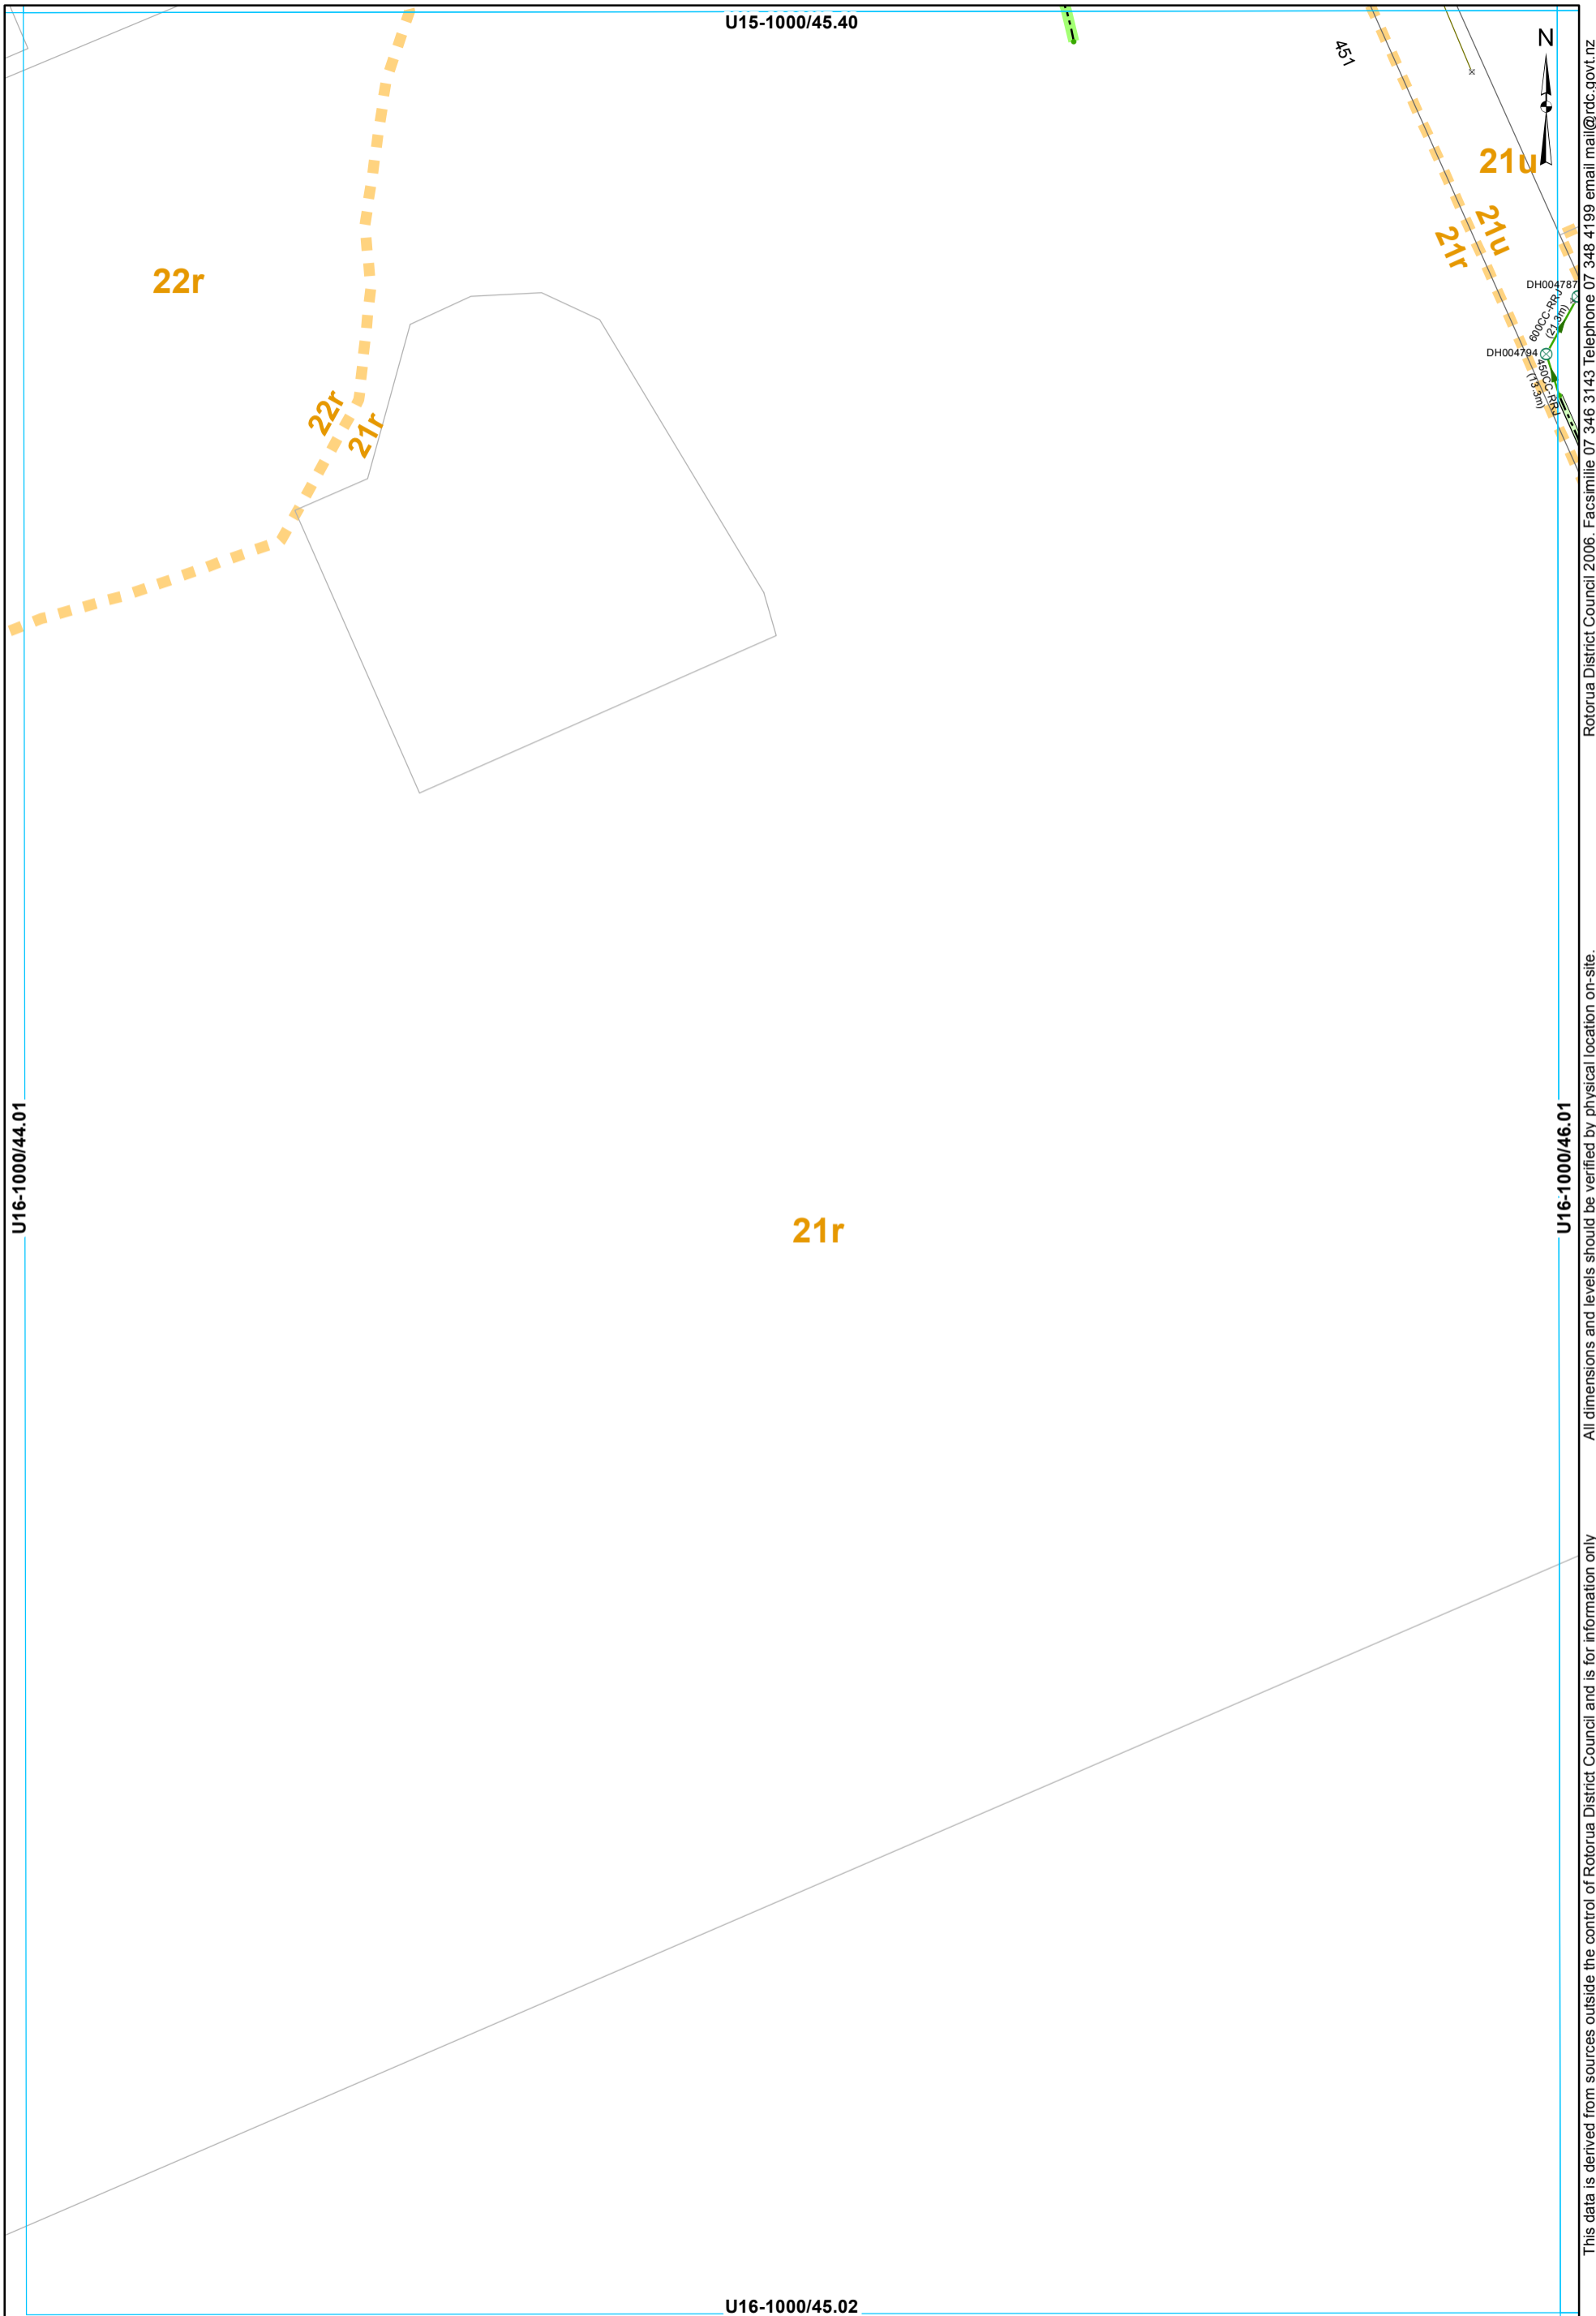 U15-1000/45.40
N
451
21u
21u
21r
22r
DH004787
600CC-RRJ
(21.3m)
DH004794
450CC-RRJ
(13.3m)
22r
21r
U16-1000/44.01
U16-1000/46.01
21r
U16-1000/45.02
Rotorua District Council 2006. Facsimilie 07 346 3143 Telephone 07 348 4199 email mail@rdc.govt.nz
All dimensions and levels should be verified by physical location on-site.
This data is derived from sources outside the control of Rotorua District Council and is for information only